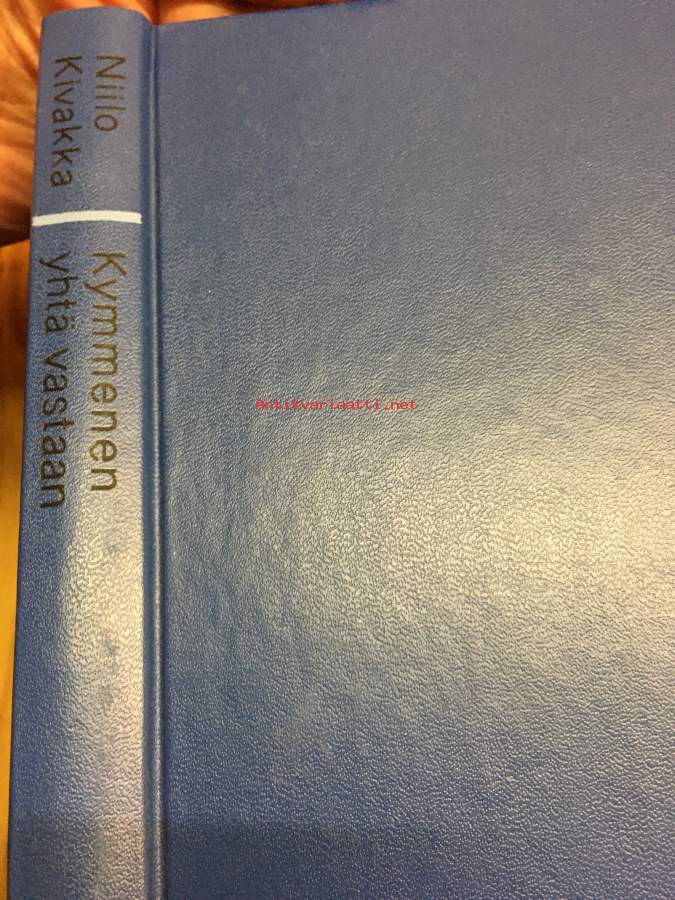 Niilo
Kivakka
Kymmenen
yhtä vastaan
Antikvariaatti.net